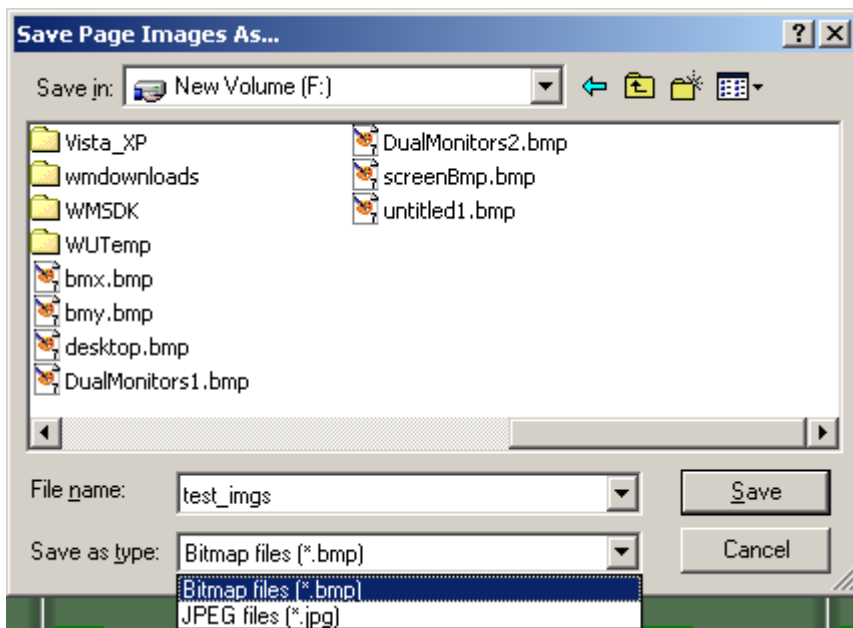 Save Page Images As...
Save in: New Volume (F:)
Vista_XP
wmdownloads
WMSDK
WUTemp
bmx.bmp
bmy.bmp
desktop.bmp
DualMonitors1.bmp
DualMonitors2.bmp
screenBmp.bmp
untitled1.bmp
File name: test_imgs
Save
Save as type: Bitmap files (*.bmp)
Cancel
Bitmap files (*.bmp)
JPEG files (*.jpg)